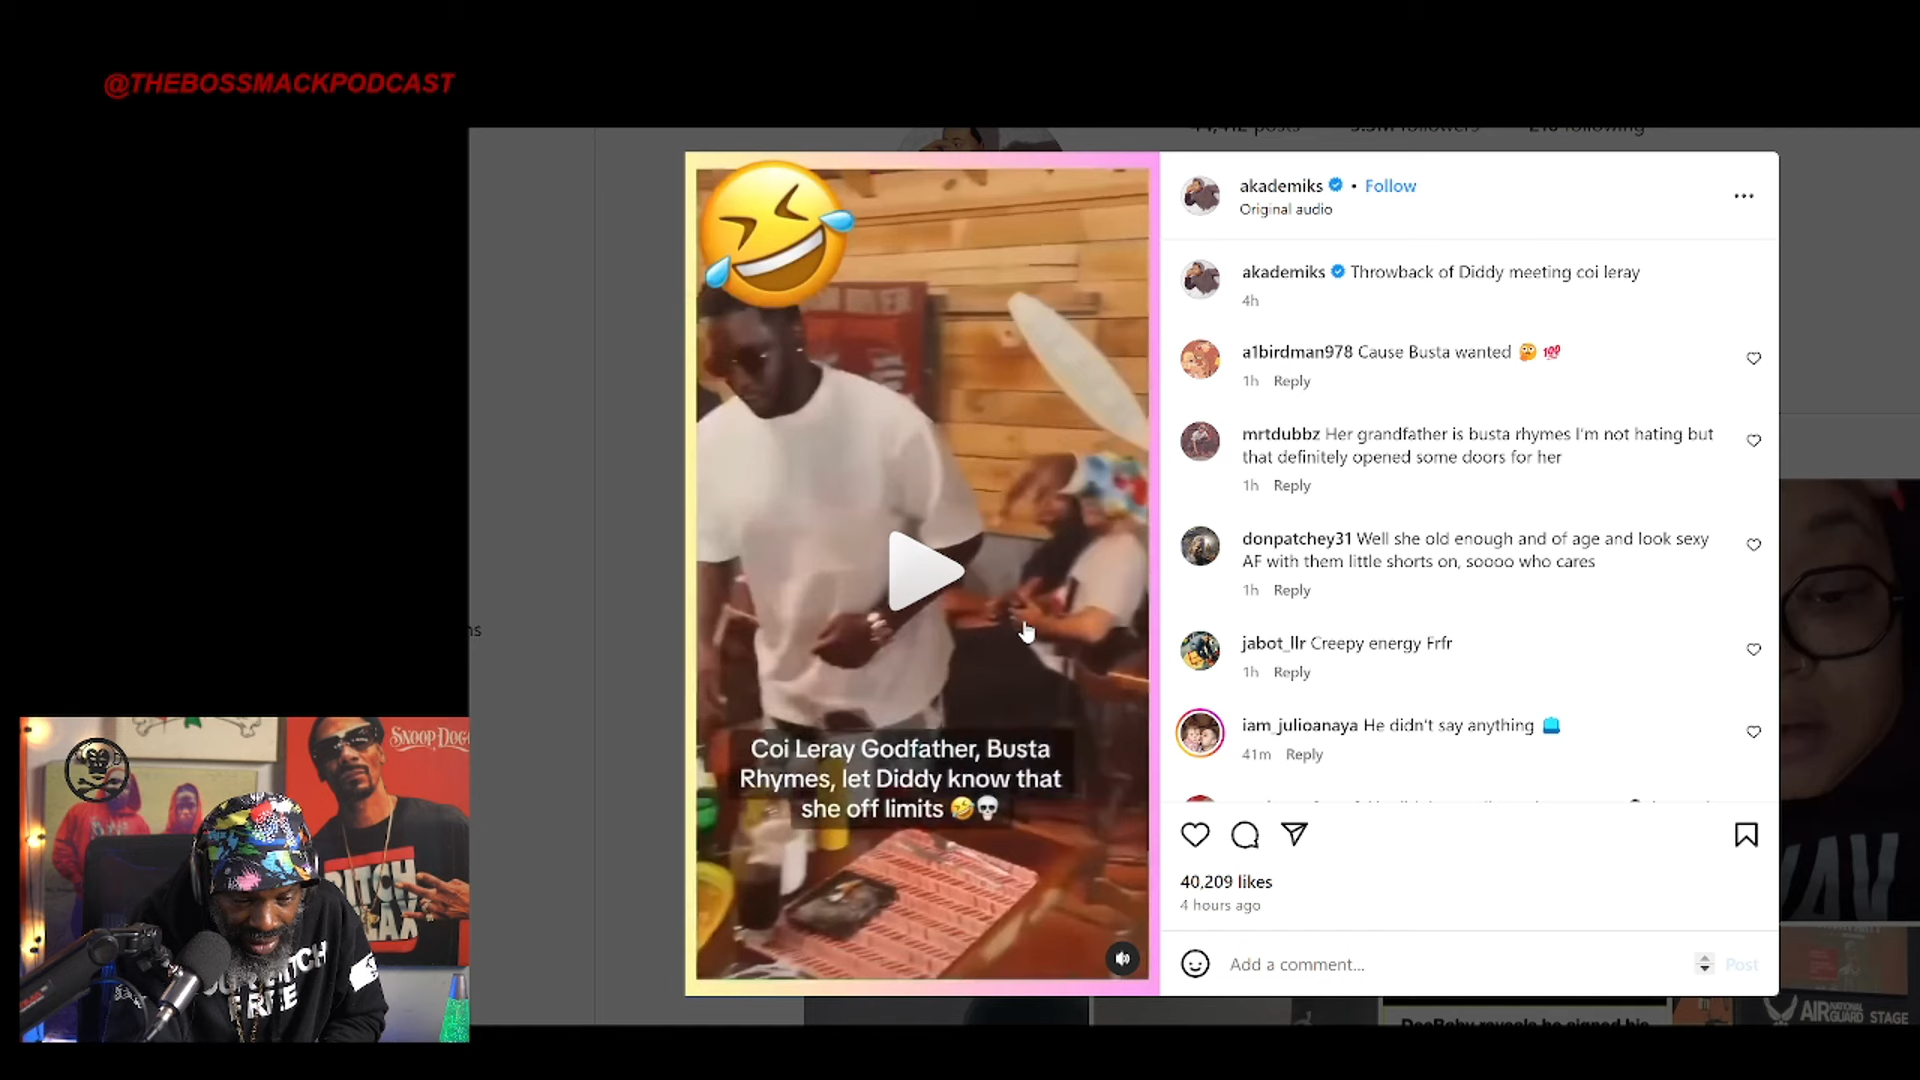 @THEBOSSMACKPODCAST
akademiks • Follow
Original audio
akademiks Throwback of Diddy meeting coi leray
4h
a1birdman978 Cause Busta wanted 🤔 💯
1h Reply
mrtdubbz Her grandfather is busta rhymes I'm not hating but
that definitely opened some doors for her
1h Reply
donpatchey31 Well she old enough and of age and look sexy
AF with them little shorts on, soooo who cares
1h Reply
jabot_llr Creepy energy Frfr
1h Reply
iam_julioanaya He didn't say anything
41m Reply
Coi Leray Godfather, Busta
Rhymes, let Diddy know that
she off limits 🤣💀
40,209 likes
4 hours ago
Add a comment...
Post
SNOOP DOGG
AIR NATIONAL
GUARD STAGE